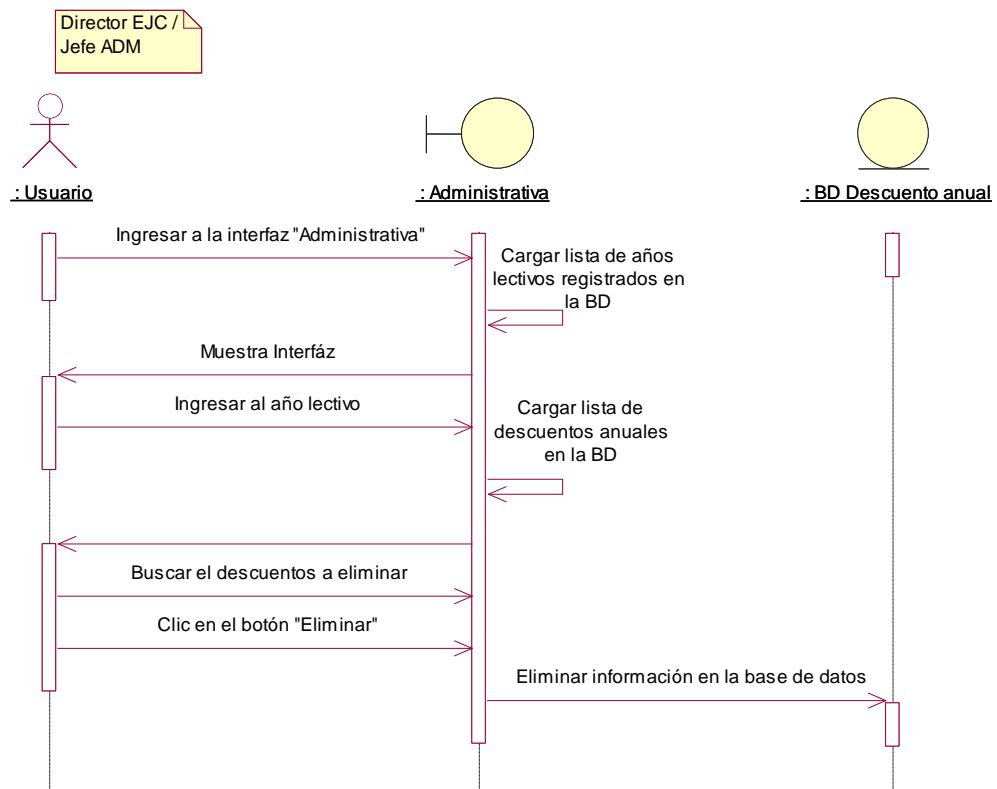 Director EJC /
Jefe ADM
: Usuario
: Administrativa
: BD Descuento anual
Ingresar a la interfaz "Administrativa"
Cargar lista de años
lectivos registrados en
la BD
Muestra Interfáz
Ingresar al año lectivo
Cargar lista de
descuentos anuales
en la BD
Buscar el descuentos a eliminar
Clic en el botón "Eliminar"
Eliminar información en la base de datos